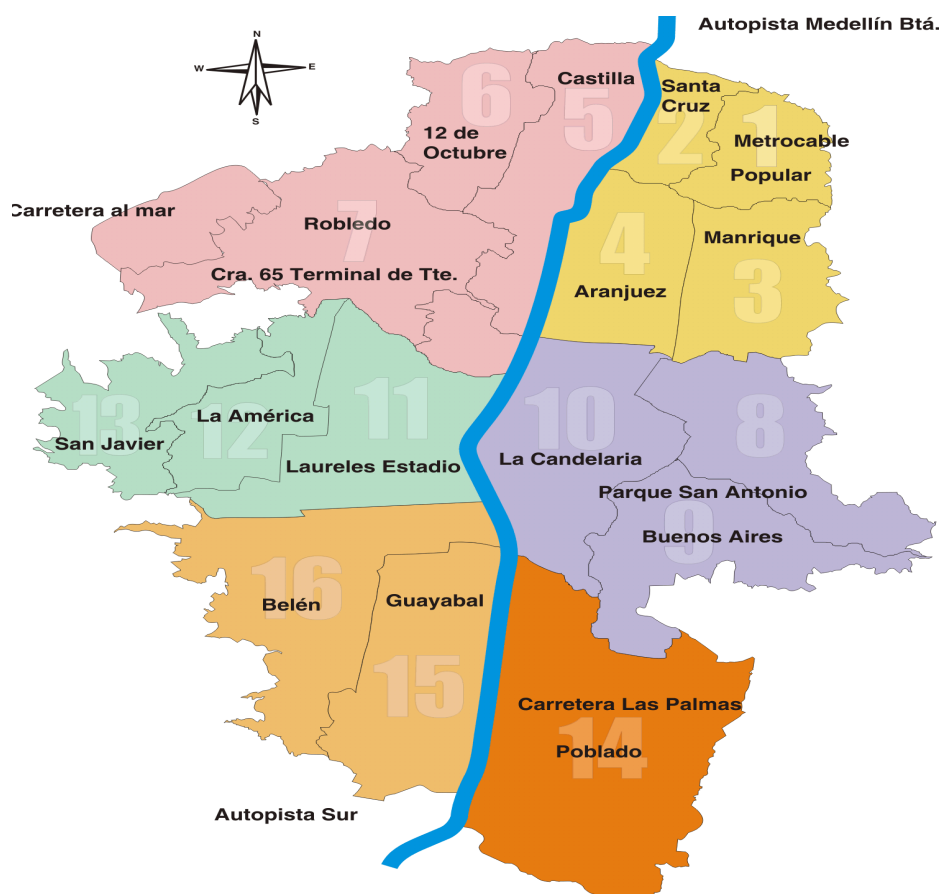 Autopista Medellín Btá.
N
W
E
S
6
Castilla
5
Santa
Cruz
2
1
12 de
Octubre
Metrocable
Popular
Carretera al mar
Robledo
7
4
Manrique
Cra. 65 Terminal de Tte.
Aranjuez
3
13
La América
12
11
10
8
San Javier
Laureles Estadio
La Candelaria
Parque San Antonio
9
Buenos Aires
16
Belén
Guayabal
15
Carretera Las Palmas
14
Poblado
Autopista Sur